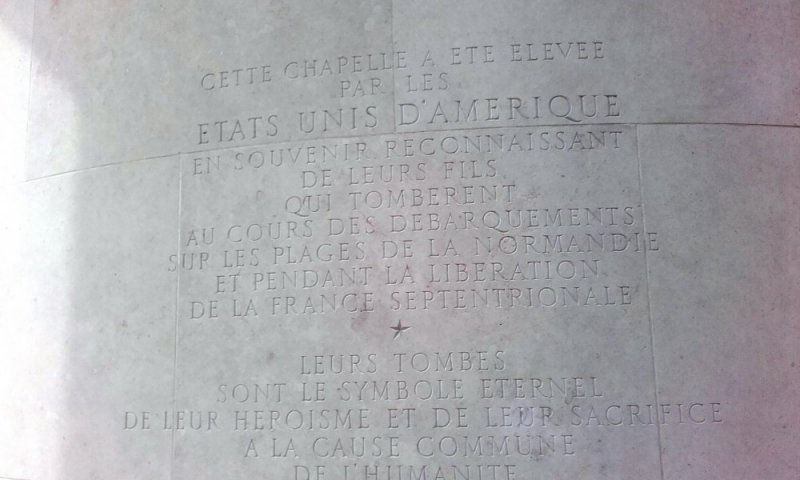 CETTE CHAPELLE A ETE ELEVEE
PAR LES
ETATS UNIS D'AMERIQUE
EN SOUVENIR RECONNAISSANT
DE LEURS FILS
QUI TOMBERENT
AU COURS DES DEBARQUEMENTS
SUR LES PLAGES DE LA NORMANDIE
ET PENDANT LA LIBERATION
DE LA FRANCE SEPTENTRIONALE
LEURS TOMBES
SONT LE SYMBOLE ETERNEL
DE LEUR HEROISME ET DE LEUR SACRIFICE
A LA CAUSE COMMUNE
DE L'HUMANITE